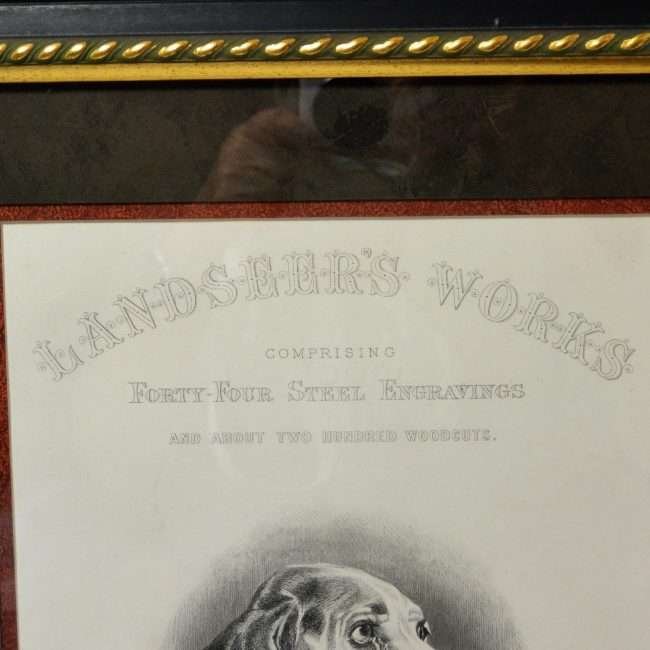 LANDSEER'S WORKS
COMPRISING
FORTY-FOUR STEEL ENGRAVINGS
AND ABOUT TWO HUNDRED WOODCUTS.